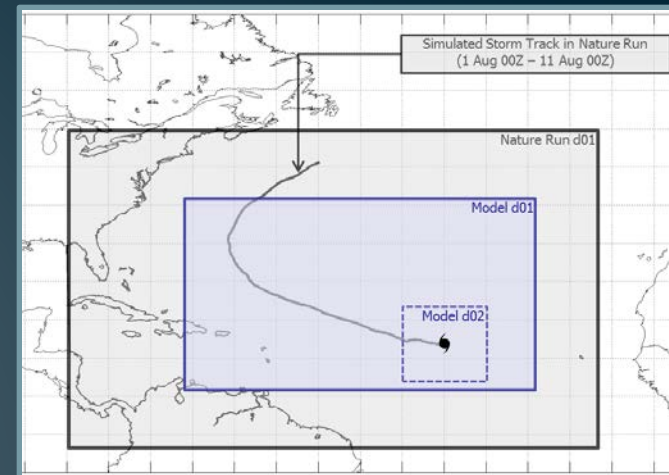 Simulated Storm Track in Nature Run
(1 Aug 00Z – 11 Aug 00Z)
Nature Run d01
Model d01
Model d02